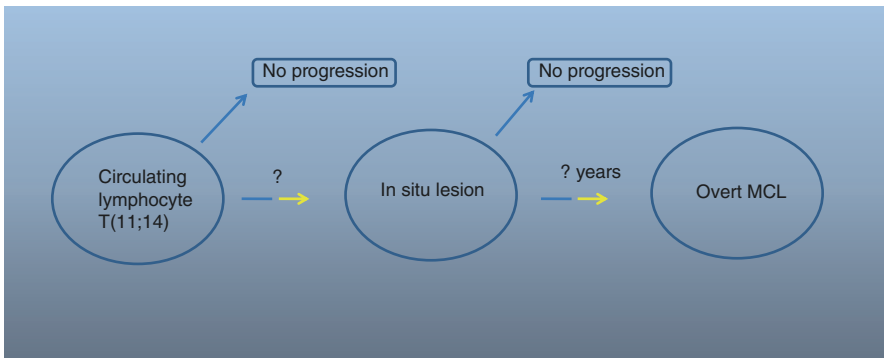 No progression
No progression
Circulating
lymphocyte
T(11;14)
?
In situ lesion
? years
Overt MCL